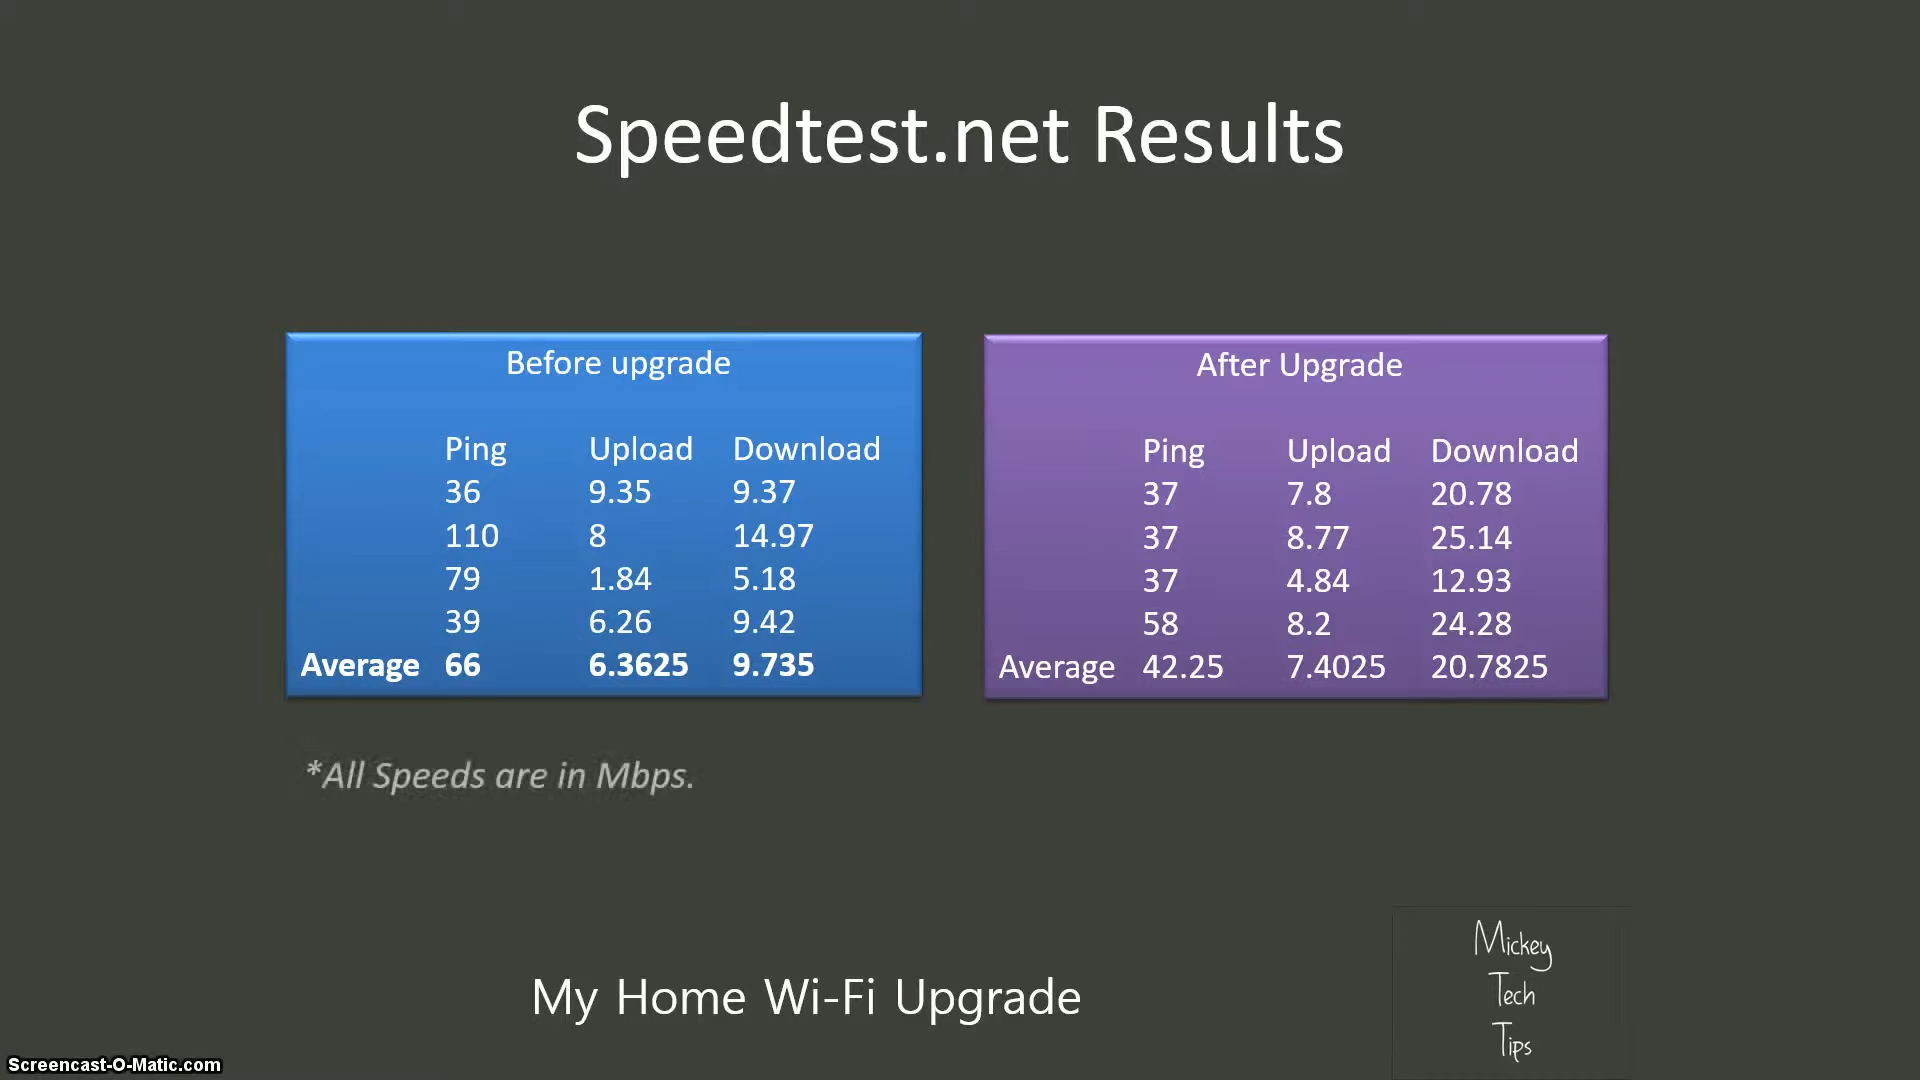 Speedtest.net Results
Before upgrade
Ping Upload Download
36 9.35 9.37
110 8 14.97
79 1.84 5.18
39 6.26 9.42
Average 66 6.3625 9.735
After Upgrade
Ping Upload Download
37 7.8 20.78
37 8.77 25.14
37 4.84 12.93
58 8.2 24.28
Average 42.25 7.4025 20.7825
*All Speeds are in Mbps.
My Home Wi-Fi Upgrade
Mickey
Tech
Tips
Screencast-O-Matic.com